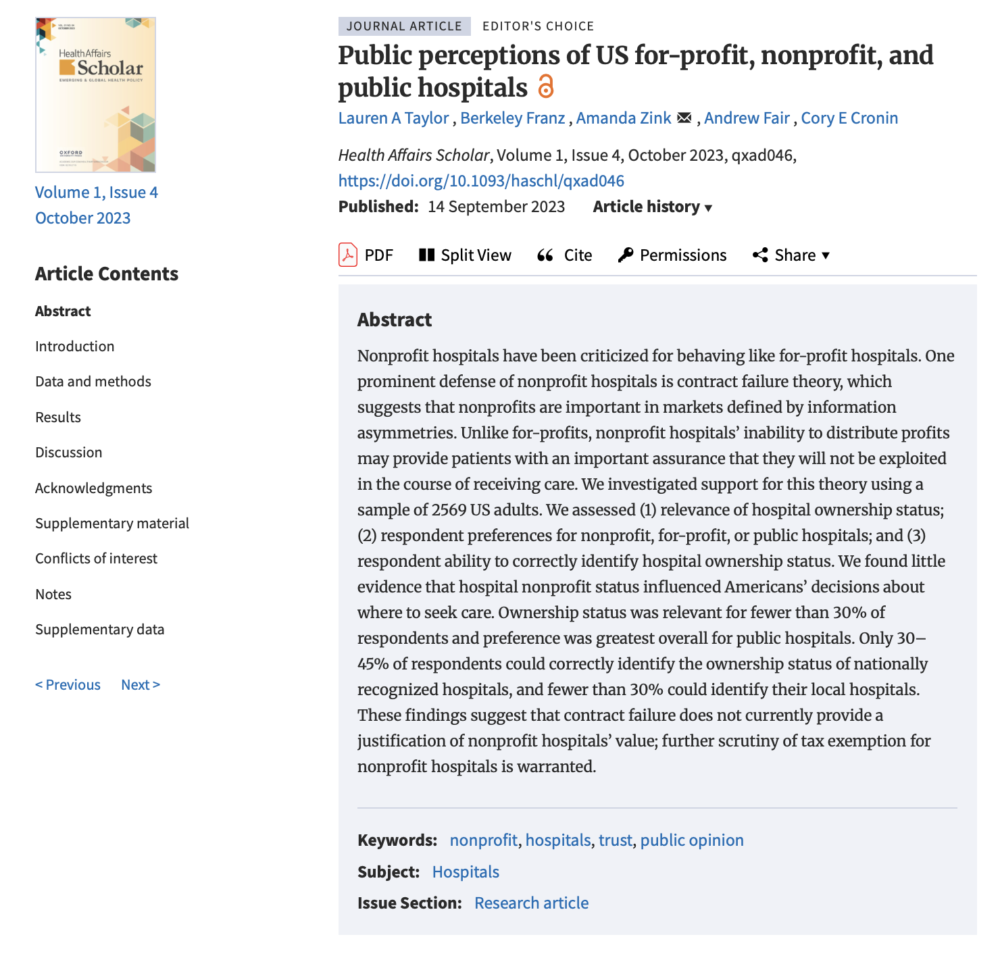 HealthAffairs
Scholar
EMERGING & GLOBAL HEALTH POLICY
OXFORD
UNIVERSITY PRESS
Volume 1, Issue 4
October 2023
Article Contents
Abstract
Introduction
Data and methods
Results
Discussion
Acknowledgments
Supplementary material
Conflicts of interest
Notes
Supplementary data
< Previous Next >
JOURNAL ARTICLE EDITOR'S CHOICE
Public perceptions of US for-profit, nonprofit, and
public hospitals
Lauren A Taylor , Berkeley Franz , Amanda Zink , Andrew Fair , Cory E Cronin
Health Affairs Scholar, Volume 1, Issue 4, October 2023, qxad046,
https://doi.org/10.1093/haschl/qxad046
Published: 14 September 2023 Article history ▼
PDF Split View Cite Permissions Share ▼
Abstract
Nonprofit hospitals have been criticized for behaving like for-profit hospitals. One
prominent defense of nonprofit hospitals is contract failure theory, which
suggests that nonprofits are important in markets defined by information
asymmetries. Unlike for-profits, nonprofit hospitals’ inability to distribute profits
may provide patients with an important assurance that they will not be exploited
in the course of receiving care. We investigated support for this theory using a
sample of 2569 US adults. We assessed (1) relevance of hospital ownership status;
(2) respondent preferences for nonprofit, for-profit, or public hospitals; and (3)
respondent ability to correctly identify hospital ownership status. We found little
evidence that hospital nonprofit status influenced Americans’ decisions about
where to seek care. Ownership status was relevant for fewer than 30% of
respondents and preference was greatest overall for public hospitals. Only 30–
45% of respondents could correctly identify the ownership status of nationally
recognized hospitals, and fewer than 30% could identify their local hospitals.
These findings suggest that contract failure does not currently provide a
justification of nonprofit hospitals’ value; further scrutiny of tax exemption for
nonprofit hospitals is warranted.
Keywords: nonprofit, hospitals, trust, public opinion
Subject: Hospitals
Issue Section: Research article